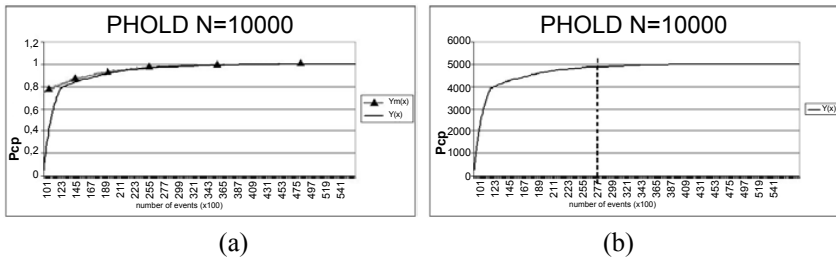 PHOLD N=10000
1,2
1
0,8
0,6
0,4
0,2
0
Pcp
101 123 145 167 189 211 233 255 277 299 321 343 365 387 409 431 453 475 497 519 541
number of events (x100)
Ym(x)
Y(x)
(a)
PHOLD N=10000
6000
5000
4000
3000
2000
1000
0
Pcp
101 123 145 167 189 211 223 255 277 299 321 343 365 387 409 431 453 475 497 519 541
number of events (x100)
Y(x)
(b)